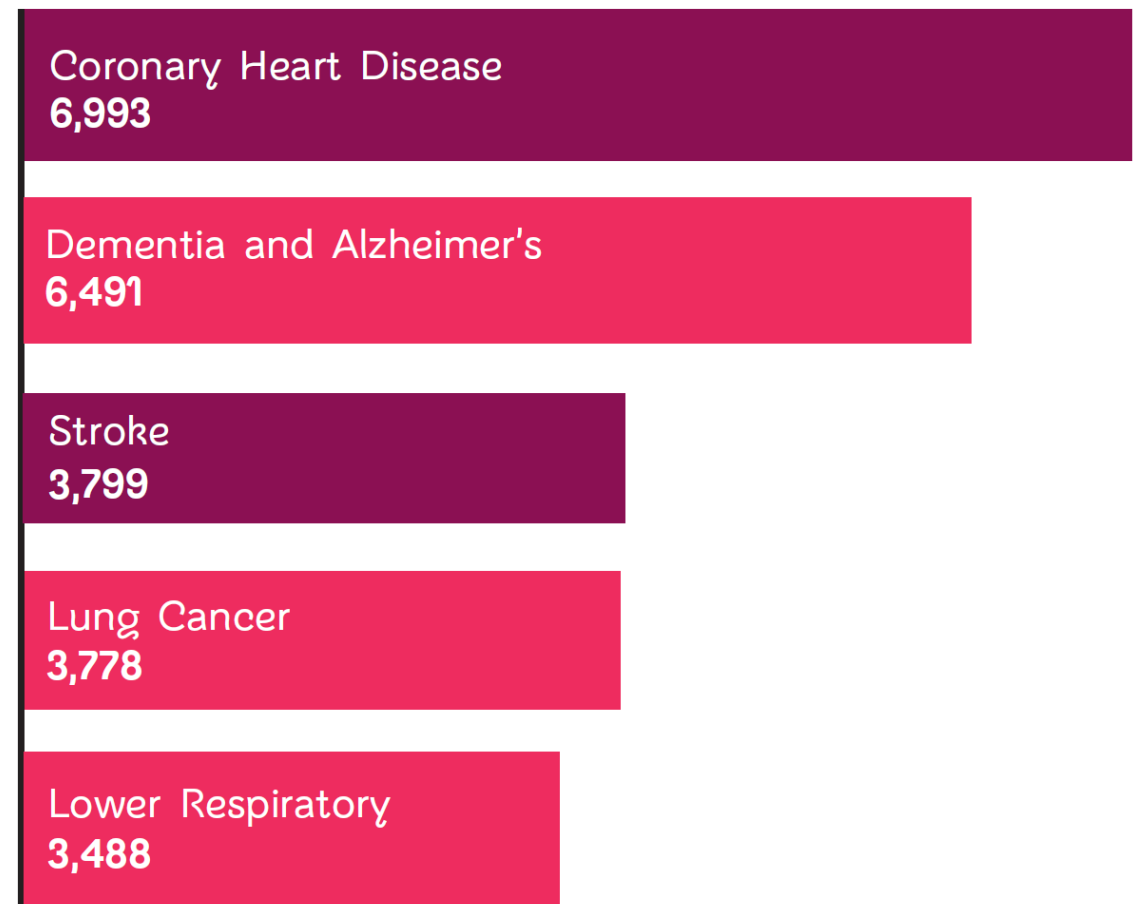 Coronary Heart Disease
6,993
Dementia and Alzheimer's
6,491
Stroke
3,799
Lung Cancer
3,778
Lower Respiratory
3,488